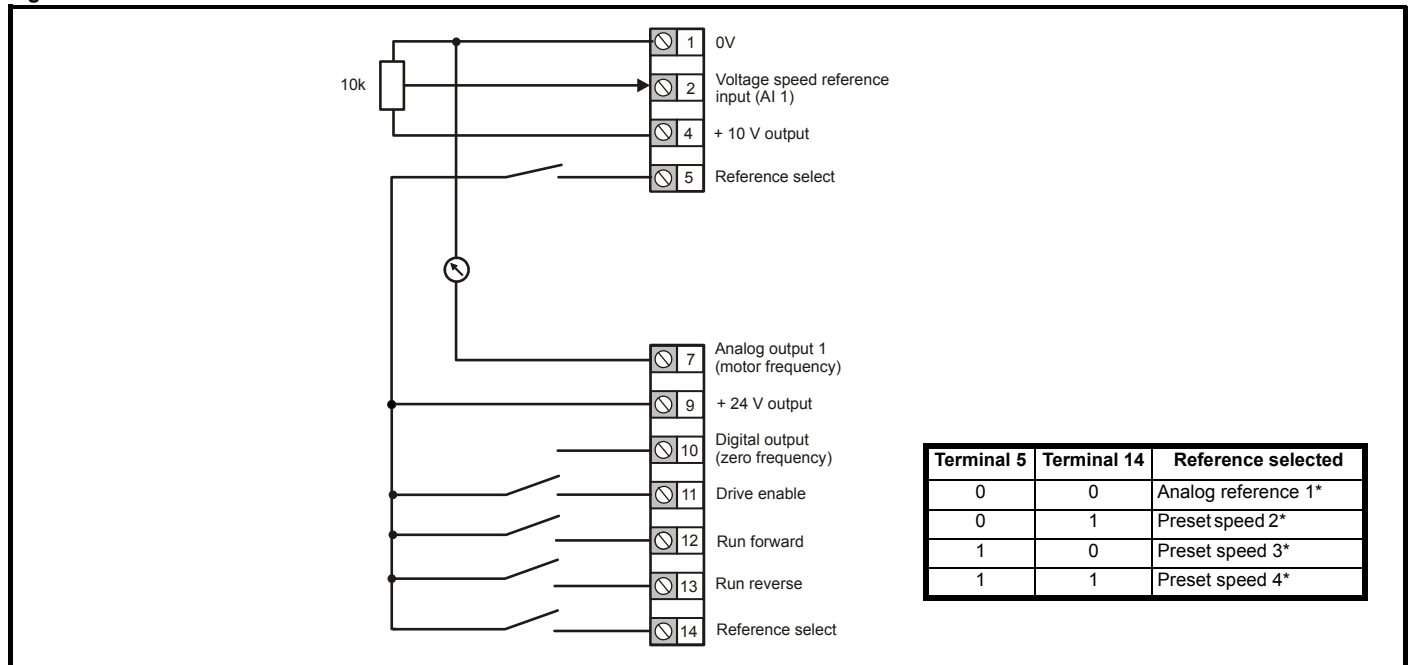 10k
1 0V
2 Voltage speed reference
input (AI 1)
4 + 10 V output
5 Reference select
7 Analog output 1
(motor frequency)
9 + 24 V output
10 Digital output
(zero frequency)
11 Drive enable
12 Run forward
13 Run reverse
14 Reference select
Terminal 5 Terminal 14 Reference selected
0 0 Analog reference 1*
0 1 Preset speed 2*
1 0 Preset speed 3*
1 1 Preset speed 4*